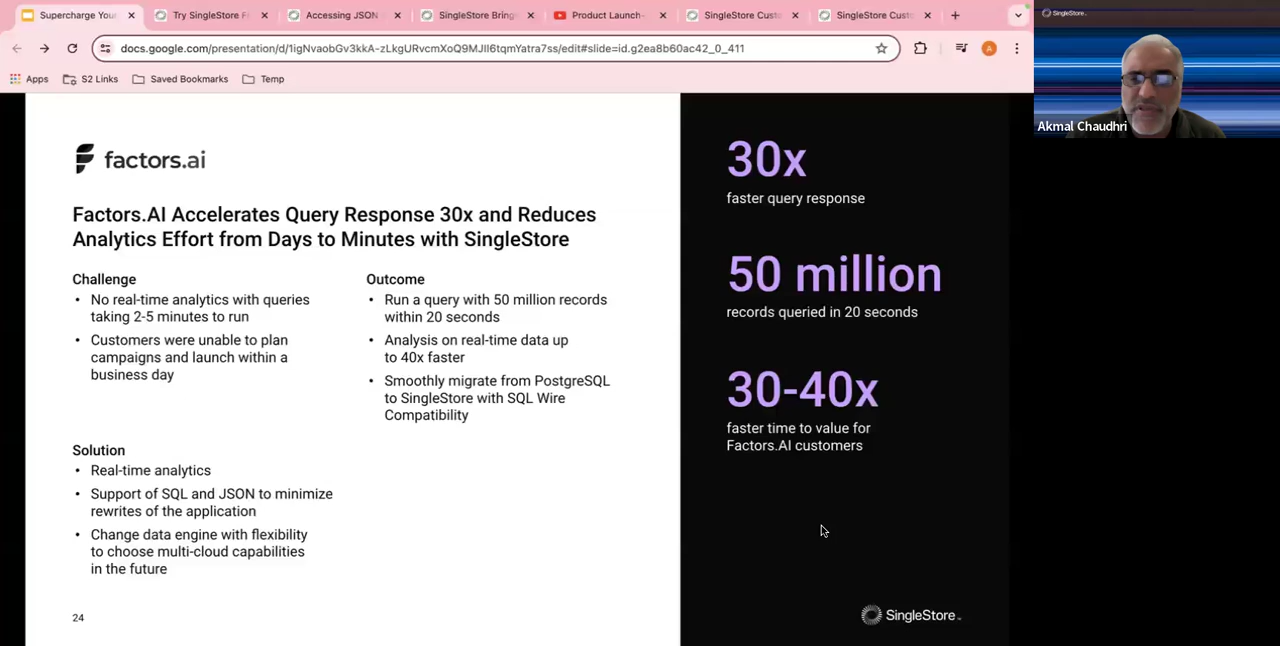 Supercharge You
Try SingleStore F
Accessing JSON
SingleStore Bring
Product Launch-
SingleStore Custo
SingleStore Custo
docs.google.com/presentation/d/1igNvaobGv3kkA-zLkgURvcmXoQ9MJII6tqmYatra7ss/edit#slide=id.g2ea8b60ac42_0_411
A
Apps
S2 Links
Saved Bookmarks
Temp
SingleStore
Akmal Chaudhri
factors.ai
Factors.AI Accelerates Query Response 30x and Reduces
Analytics Effort from Days to Minutes with SingleStore
Challenge
• No real-time analytics with queries
taking 2-5 minutes to run
• Customers were unable to plan
campaigns and launch within a
business day
Outcome
• Run a query with 50 million records
within 20 seconds
• Analysis on real-time data up
to 40x faster
• Smoothly migrate from PostgreSQL
to SingleStore with SQL Wire
Compatibility
Solution
• Real-time analytics
• Support of SQL and JSON to minimize
rewrites of the application
• Change data engine with flexibility
to choose multi-cloud capabilities
in the future
24
30x
faster query response
50 million
records queried in 20 seconds
30-40x
faster time to value for
Factors.AI customers
SingleStore